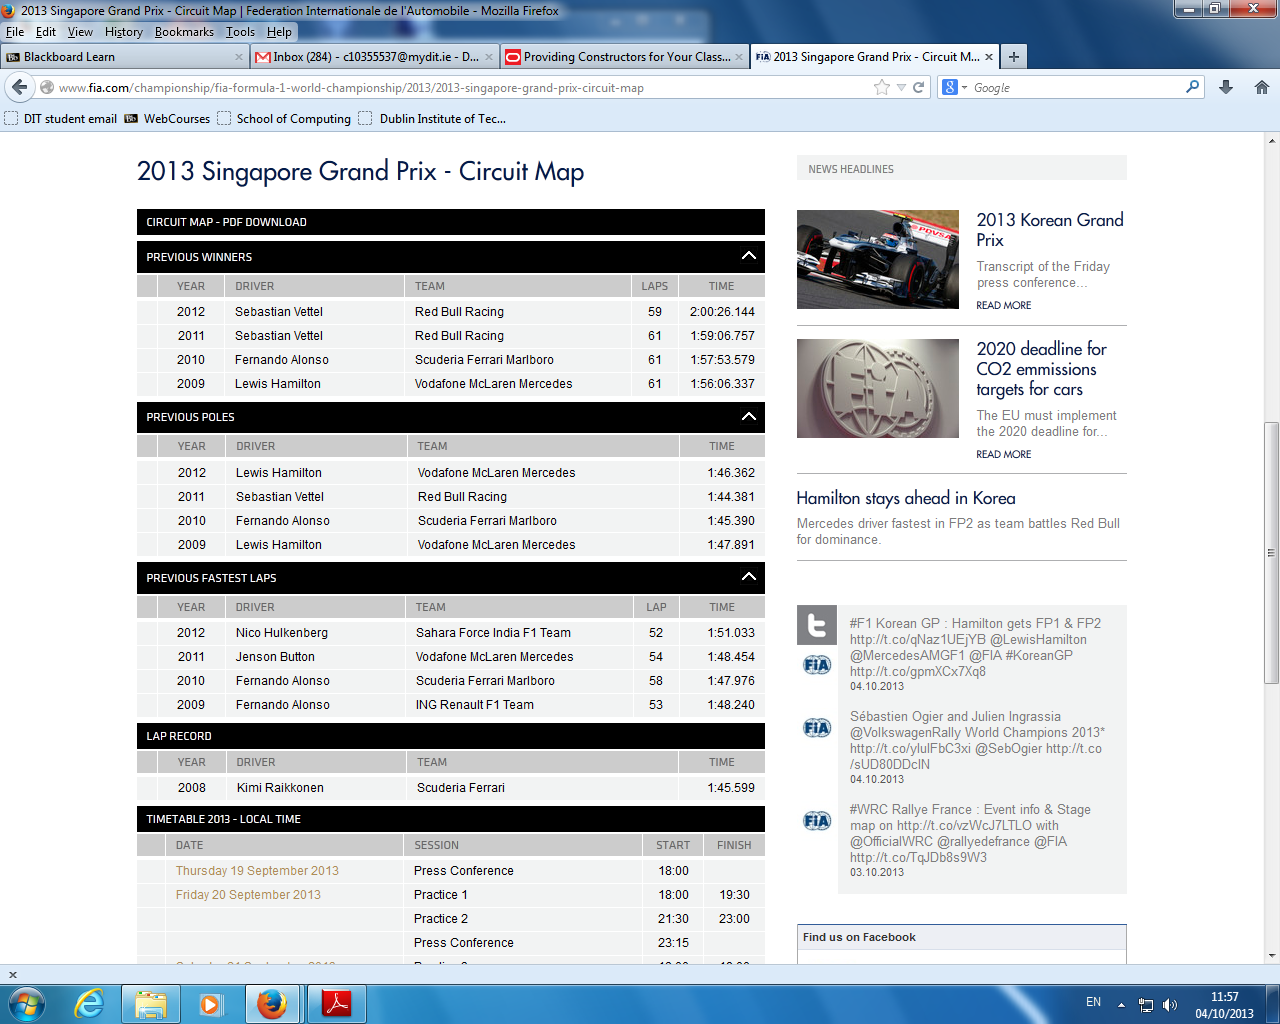 2013 Singapore Grand Prix - Circuit Map | Federation Internationale de l'Automobile - Mozilla Firefox
File Edit View History Bookmarks Tools Help
Blackboard Learn
Inbox (284) - c10355537@mydit.ie - D...
Providing Constructors for Your Class...
2013 Singapore Grand Prix - Circuit M...
www.fia.com/championship/fia-formula-1-world-championship/2013/2013-singapore-grand-prix-circuit-map
Google
DIT student email
WebCourses
School of Computing
Dublin Institute of Tec...
2013 Singapore Grand Prix - Circuit Map
CIRCUIT MAP - PDF DOWNLOAD
PREVIOUS WINNERS
YEAR DRIVER TEAM LAPS TIME
2012 Sebastian Vettel Red Bull Racing 59 2:00:26.144
2011 Sebastian Vettel Red Bull Racing 61 1:59:06.757
2010 Fernando Alonso Scuderia Ferrari Marlboro 61 1:57:53.579
2009 Lewis Hamilton Vodafone McLaren Mercedes 61 1:56:06.337
PREVIOUS POLES
YEAR DRIVER TEAM TIME
2012 Lewis Hamilton Vodafone McLaren Mercedes 1:46.362
2011 Sebastian Vettel Red Bull Racing 1:44.381
2010 Fernando Alonso Scuderia Ferrari Marlboro 1:45.390
2009 Lewis Hamilton Vodafone McLaren Mercedes 1:47.891
PREVIOUS FASTEST LAPS
YEAR DRIVER TEAM LAP TIME
2012 Nico Hulkenberg Sahara Force India F1 Team 52 1:51.033
2011 Jenson Button Vodafone McLaren Mercedes 54 1:48.454
2010 Fernando Alonso Scuderia Ferrari Marlboro 58 1:47.976
2009 Fernando Alonso ING Renault F1 Team 53 1:48.240
LAP RECORD
YEAR DRIVER TEAM TIME
2008 Kimi Raikkonen Scuderia Ferrari 1:45.599
TIMETABLE 2013 - LOCAL TIME
DATE SESSION START FINISH
Thursday 19 September 2013 Press Conference 18:00
Friday 20 September 2013 Practice 1 18:00 19:30
Practice 2 21:30 23:00
Press Conference 23:15
NEWS HEADLINES
PDVSA
2013 Korean Grand
Prix
Transcript of the Friday
press conference...
READ MORE
FIA
2020 deadline for
CO2 emmissions
targets for cars
The EU must implement
the 2020 deadline for...
READ MORE
Hamilton stays ahead in Korea
Mercedes driver fastest in FP2 as team battles Red Bull
for dominance.
#F1 Korean GP : Hamilton gets FP1 & FP2
http://t.co/qNaz1UEjYB @LewisHamilton
@MercedesAMGF1 @FIA #KoreanGP
http://t.co/gpmXCx7Xq8
04.10.2013
FIA
Sébastien Ogier and Julien Ingrassia
@VolkswagenRally World Champions 2013*
@SebOgier http://t.co
04.10.2013
FIA
#WRC Rallye France : Event info & Stage
map on http://t.co/vzWcJ7LTLO with
@OfficialWRC @rallyedefrance @FIA
http://t.co/TqJDb8s9W3
03.10.2013
FIA
Find us on Facebook
EN
11:57
04/10/2013